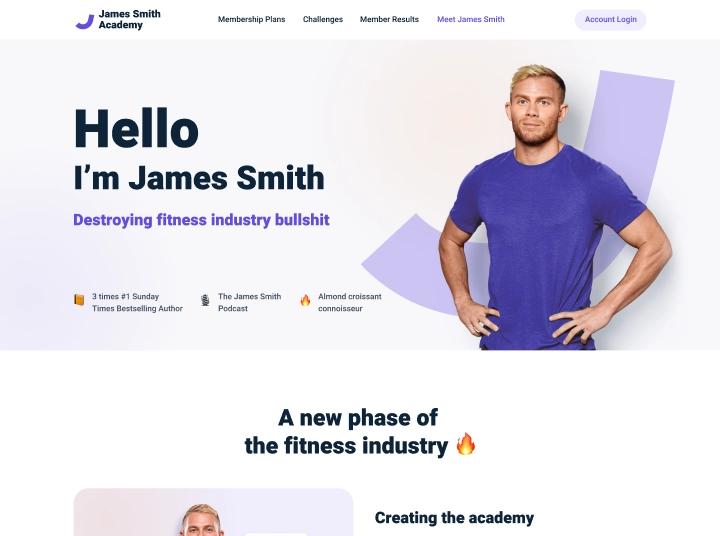 James Smith
Academy
Membership Plans
Challenges
Member Results
Meet James Smith
Account Login
Hello
I'm James Smith
Destroying fitness industry bullshit
3 times #1 Sunday
Times Bestselling Author
The James Smith
Podcast
Almond croissant
connoisseur
A new phase of
the fitness industry 🔥
Creating the academy